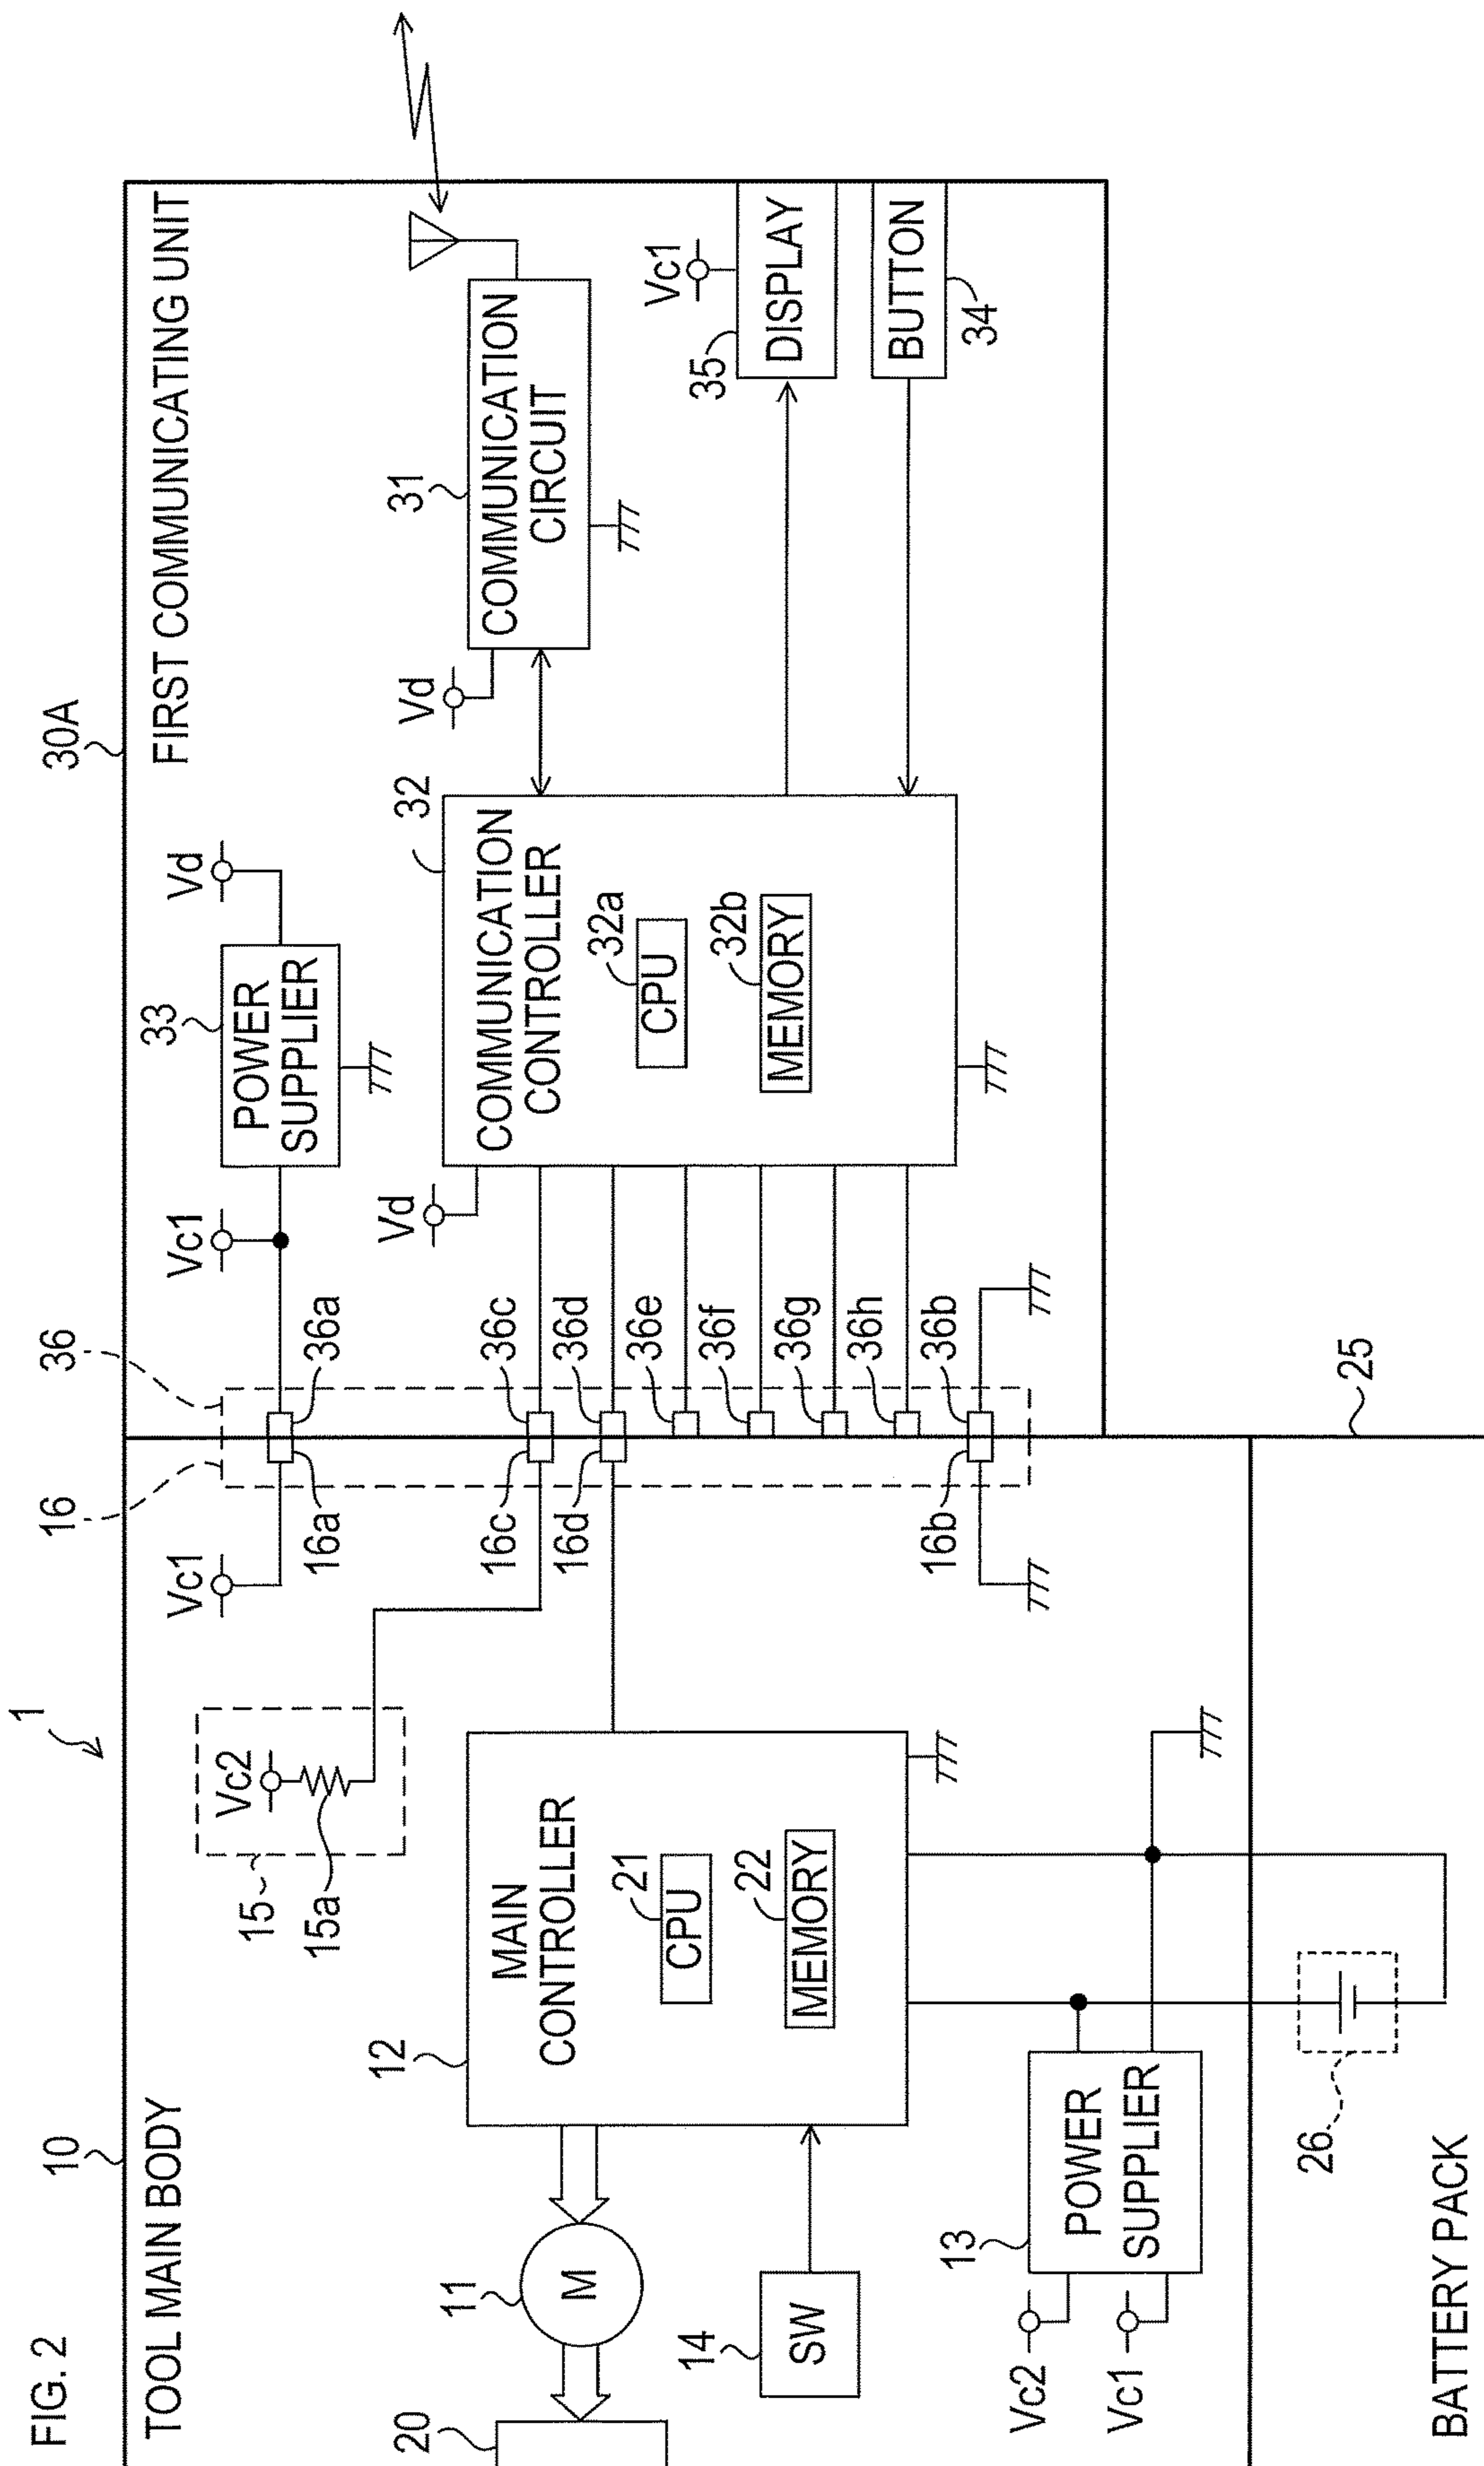 FIG. 2
1
10
TOOL MAIN BODY
20
11
M
12
MAIN
CONTROLLER
21
CPU
22
MEMORY
14
SW
13
POWER
SUPPLIER
Vc2
Vc1
15
Vc2
15a
Vc1
16
16a
16c
16d
16b
36
36a
36c
36d
36e
36f
36g
36h
36b
30A
FIRST COMMUNICATING UNIT
Vc1
33
POWER
SUPPLIER
Vd
Vd
32
COMMUNICATION
CONTROLLER
32a
CPU
32b
MEMORY
Vd
31
COMMUNICATION
CIRCUIT
Vc1
35
DISPLAY
BUTTON
34
25
26
BATTERY PACK